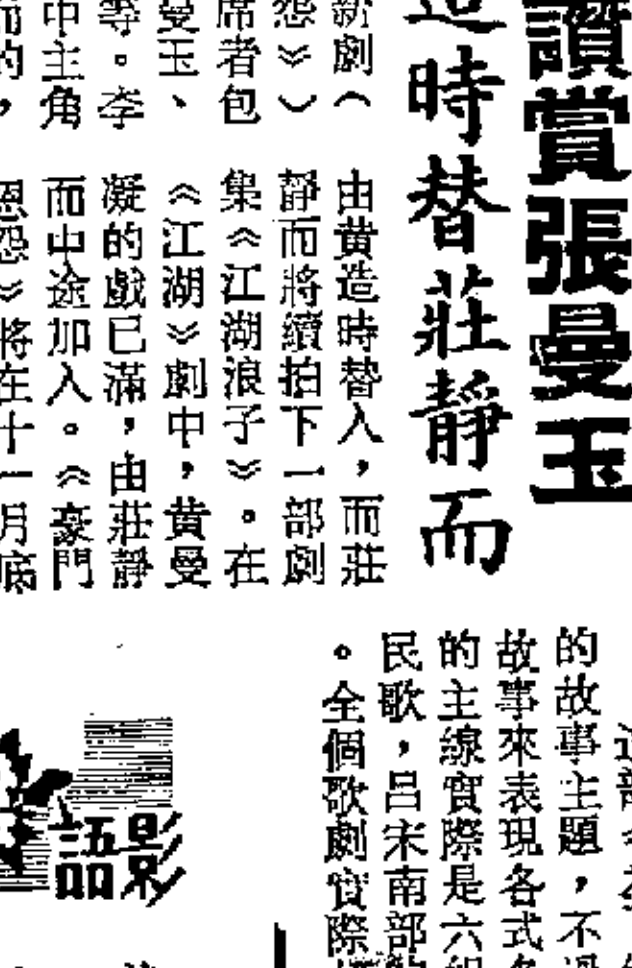 讚賞張曼玉
造時替莊靜而
新劇（
怨》）
席者包
曼玉、
等。李
中主角
而的，
由黄造時替入，而莊
靜而將續拍下一部劇
集《江湖浪子》。在
《江湖》劇中，黄曼
凝的戲已滿，由莊靜
而中途加入。《豪門
恩怨》將在十一月底
的故事主題，不過
故事來表現各式各
的主線實際是六組
民歌，呂宋南部
。全個歌劇實際
影語